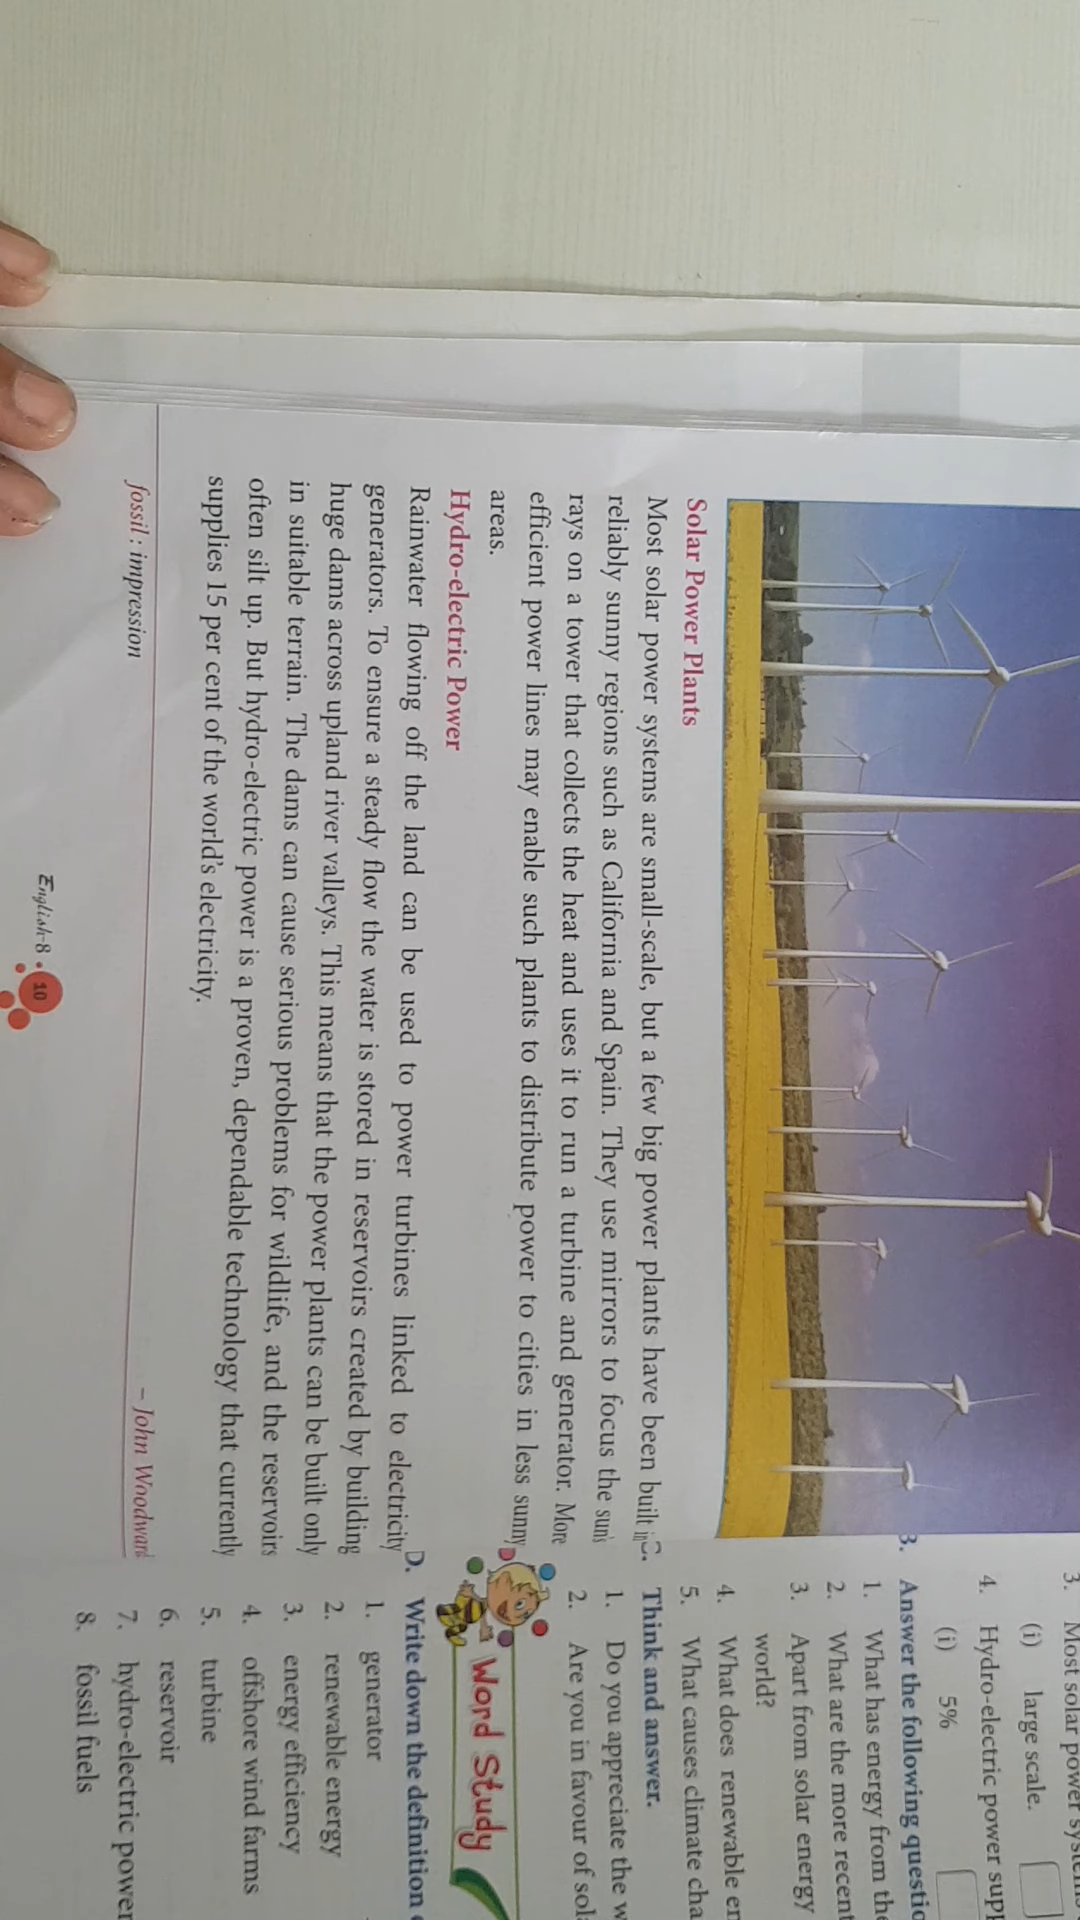 Solar Power Plants
Most solar power systems are small-scale, but a few big power plants have been built in
reliably sunny regions such as California and Spain. They use mirrors to focus the sun's
rays on a tower that collects the heat and uses it to run a turbine and generator. More
efficient power lines may enable such plants to distribute power to cities in less sunny
areas.
Hydro-electric Power
Rainwater flowing off the land can be used to power turbines linked to electricity
generators. To ensure a steady flow the water is stored in reservoirs created by building
huge dams across upland river valleys. This means that the power plants can be built only
in suitable terrain. The dams can cause serious problems for wildlife, and the reservoirs
often silt up. But hydro-electric power is a proven, dependable technology that currently
supplies 15 per cent of the world's electricity.
– John Woodward
fossil : impression
English-8 • 10
3. Most solar power
(i) large scale.
4. Hydro-electric power
(i) 5%
B. Answer the following
1. What has energy from the
2. What are the more recent
3. Apart from solar energy
world?
4. What does renewable
5. What causes climate
C. Think and answer.
1. Do you appreciate the
2. Are you in favour of
Word Study
D. Write down the definition
1. generator
2. renewable energy
3. energy efficiency
4. offshore wind farms
5. turbine
6. reservoir
7. hydro-electric power
8. fossil fuels